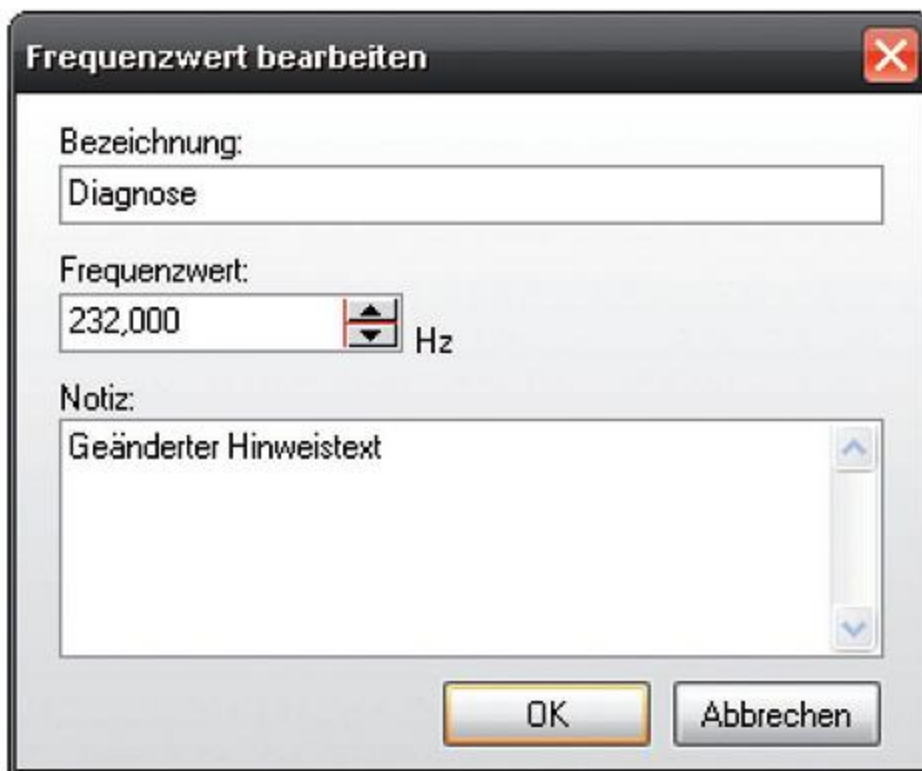 Frequenzwert bearbeiten
Bezeichnung:
Diagnose
Frequenzwert:
232,000
Hz
Notiz:
Geänderter Hinweistext
OK Abbrechen